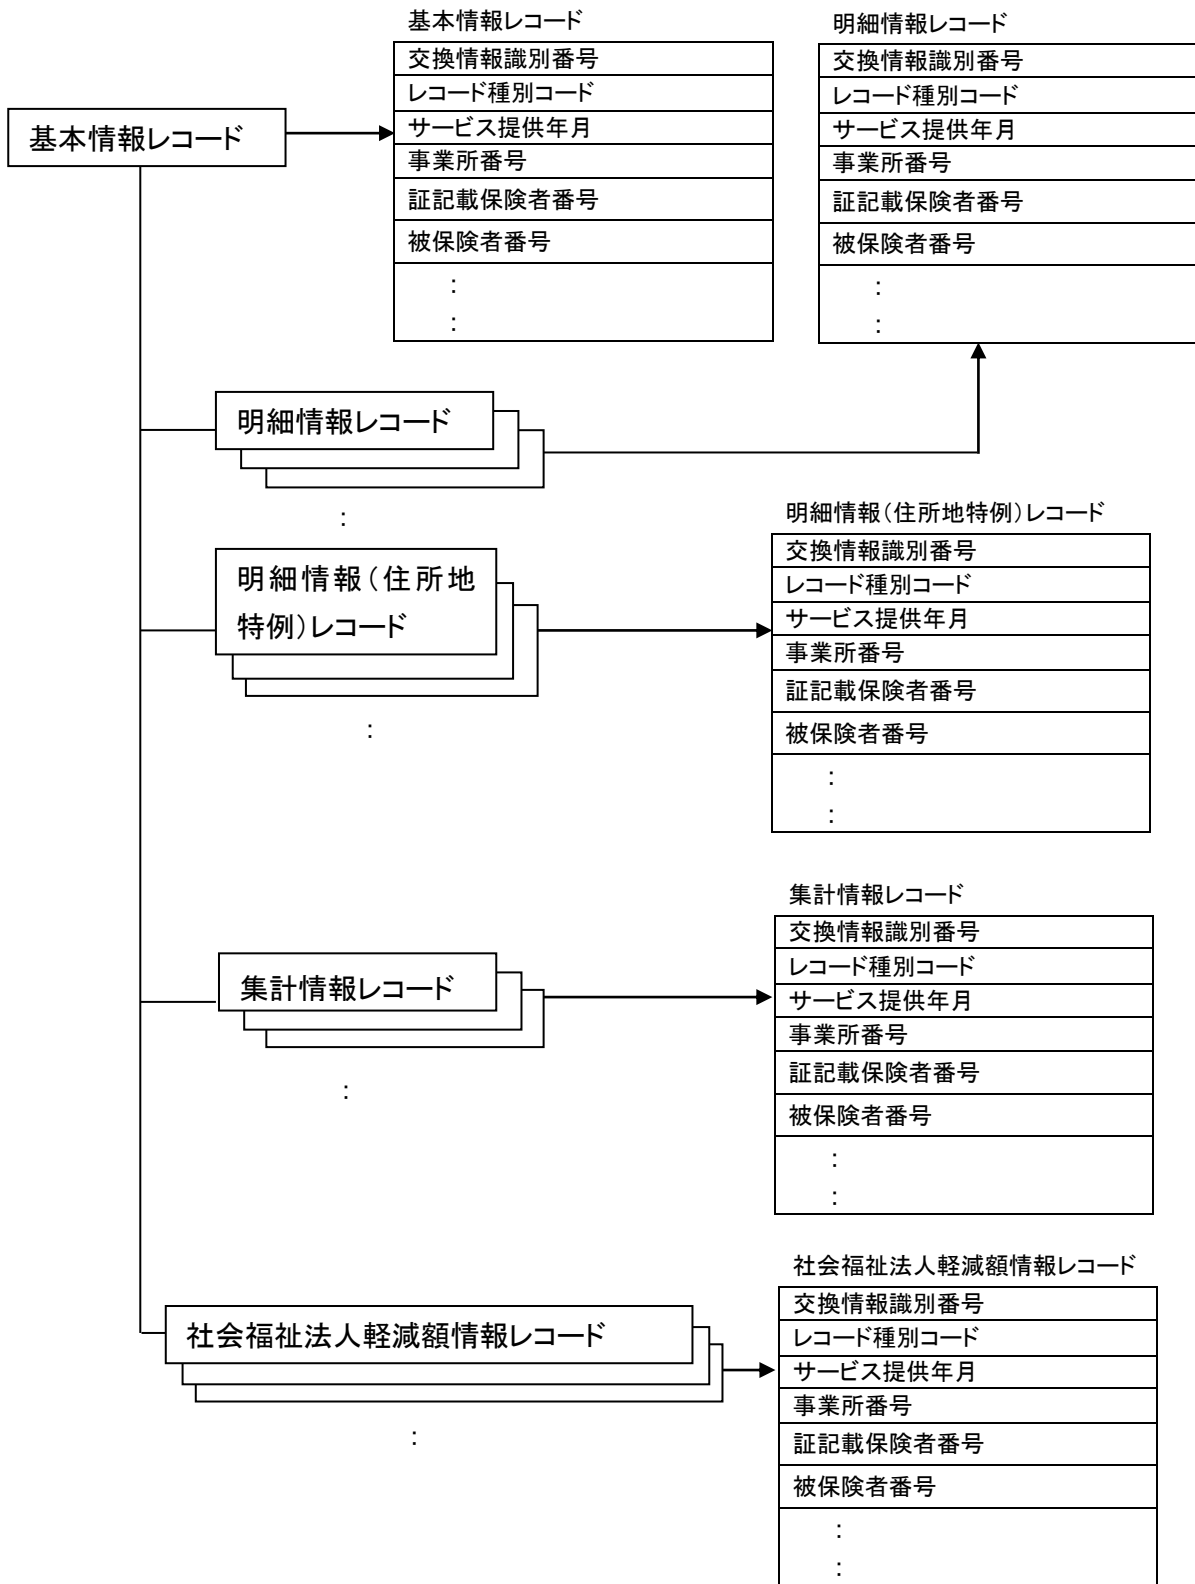 基本情報レコード
基本情報レコード
交換情報識別番号
レコード種別コード
サービス提供年月
事業所番号
証記載保険者番号
被保険者番号
:
:
明細情報レコード
交換情報識別番号
レコード種別コード
サービス提供年月
事業所番号
証記載保険者番号
被保険者番号
:
:
明細情報レコード
:
明細情報(住所地特例)レコード
交換情報識別番号
レコード種別コード
サービス提供年月
事業所番号
証記載保険者番号
被保険者番号
:
:
明細情報(住所地
特例)レコード
:
集計情報レコード
交換情報識別番号
レコード種別コード
サービス提供年月
事業所番号
証記載保険者番号
被保険者番号
:
:
集計情報レコード
:
社会福祉法人軽減額情報レコード
交換情報識別番号
レコード種別コード
サービス提供年月
事業所番号
証記載保険者番号
被保険者番号
:
:
社会福祉法人軽減額情報レコード
: